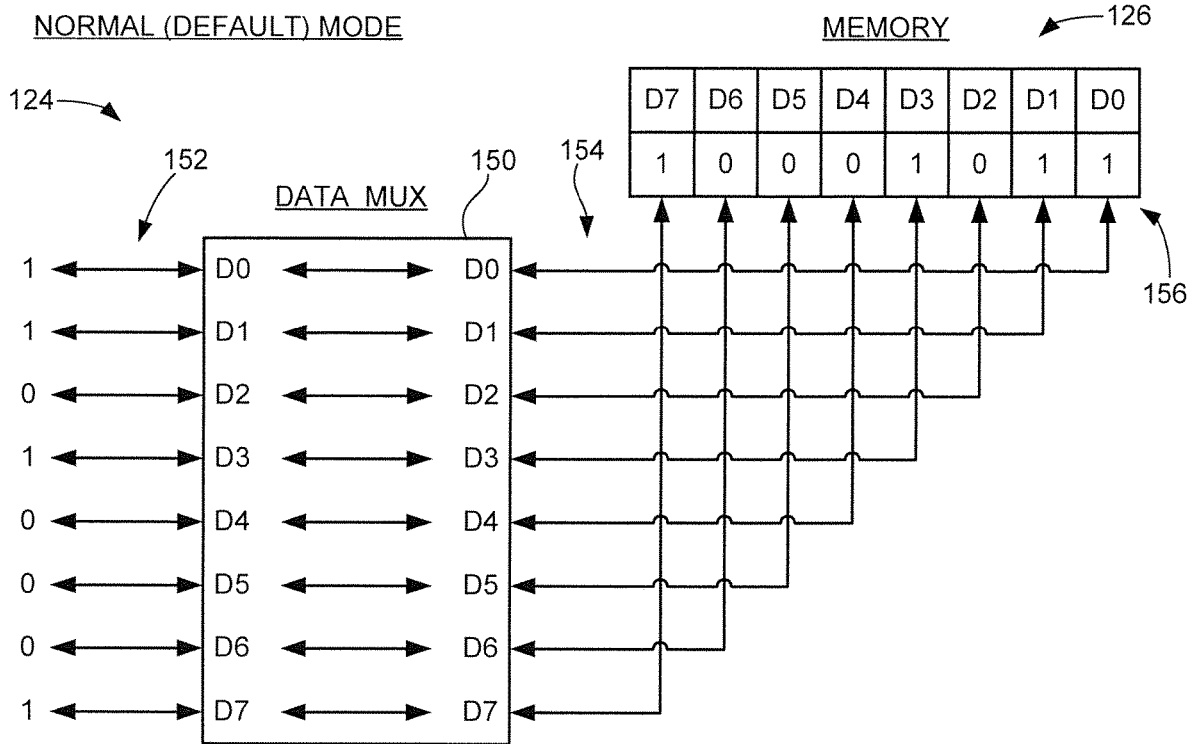 NORMAL (DEFAULT) MODE
MEMORY
126
124
D7 D6 D5 D4 D3 D2 D1 D0
1 0 0 0 1 0 1 1
152
DATA MUX
150
154
156
1 D0 D0
1 D1 D1
0 D2 D2
1 D3 D3
0 D4 D4
0 D5 D5
0 D6 D6
1 D7 D7